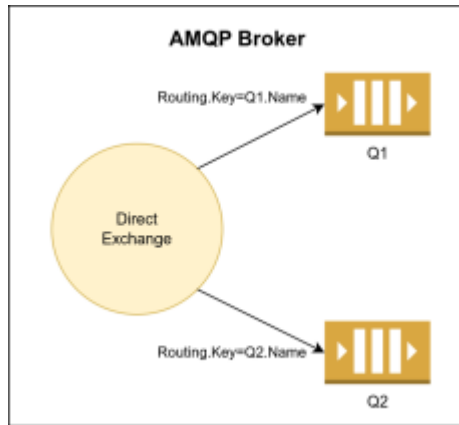 AMQP Broker
Routing.Key=Q1.Name
Q1
Direct
Exchange
Routing.Key=Q2.Name
Q2